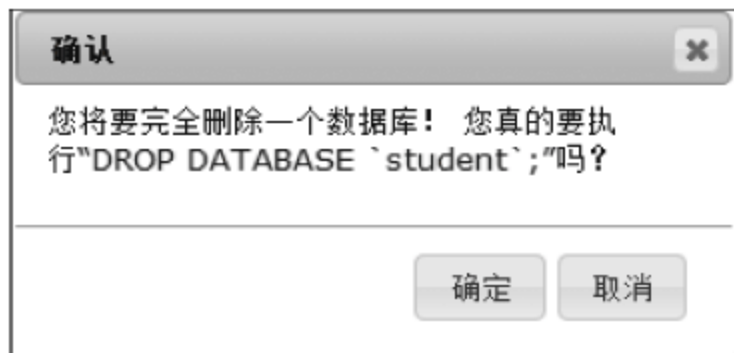 确认
您将要完全删除一个数据库！ 您真的要执
行“DROP DATABASE `student`;”吗？
确定 取消